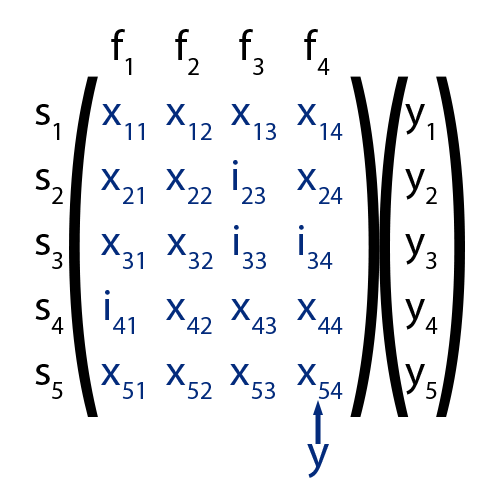 f₁ f₂ f₃ f₄
s₁ x₁₁ x₁₂ x₁₃ x₁₄ y₁
s₂ x₂₁ x₂₂ i₂₃ x₂₄ y₂
s₃ x₃₁ x₃₂ i₃₃ i₃₄ y₃
s₄ i₄₁ x₄₂ x₄₃ x₄₄ y₄
s₅ x₅₁ x₅₂ x₅₃ x₅₄ y₅
y